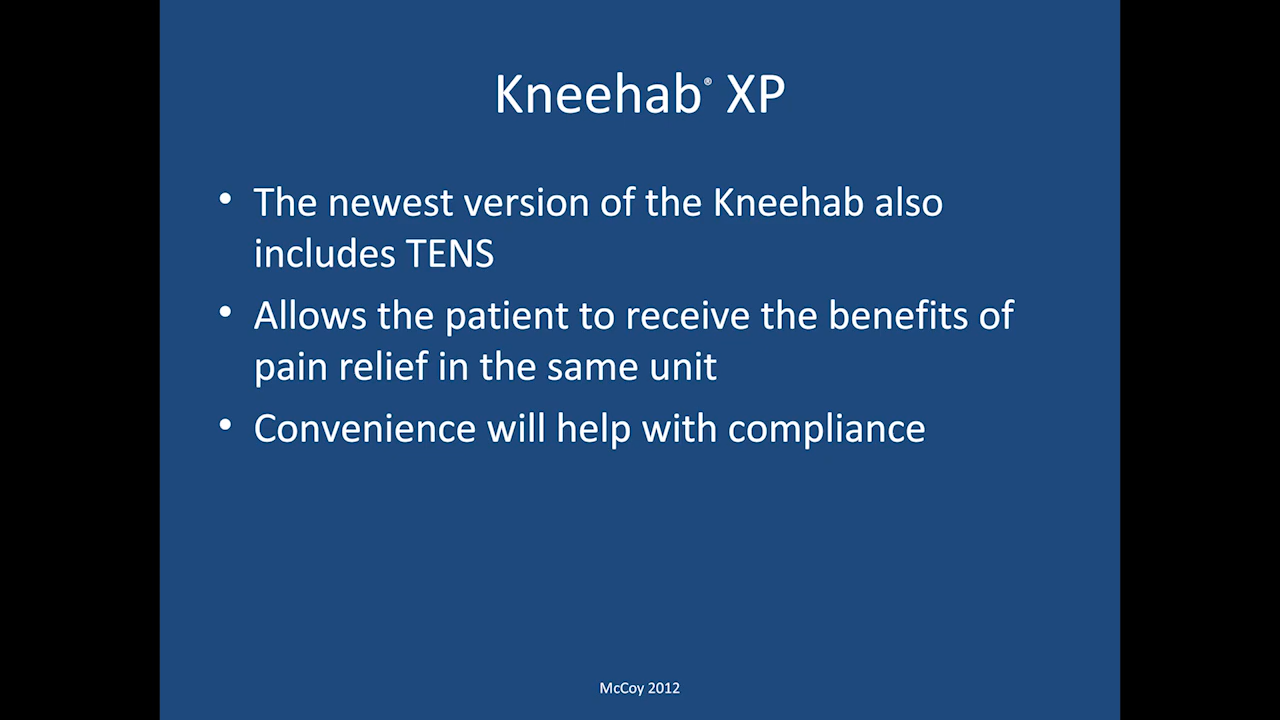 Kneehab® XP
• The newest version of the Kneehab also
includes TENS
• Allows the patient to receive the benefits of
pain relief in the same unit
• Convenience will help with compliance
McCoy 2012